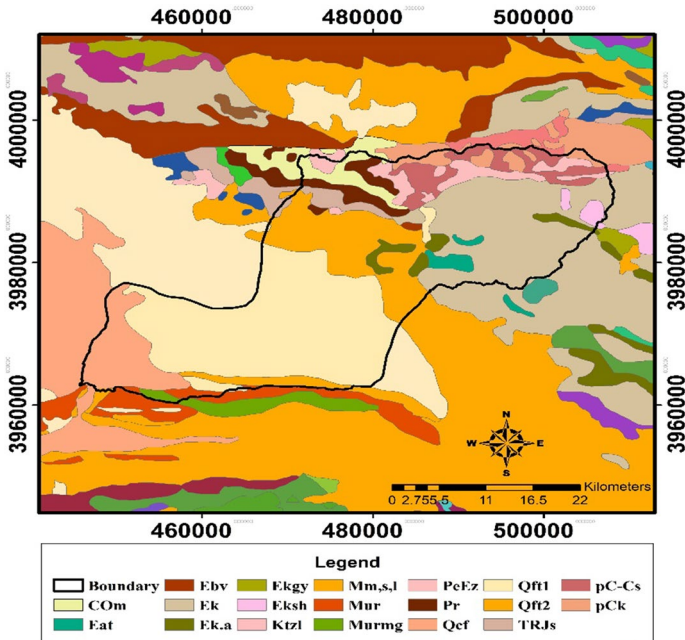 460000 480000 500000
4000000 4000000
3980000 3980000
3960000 3960000
N
W E
S
Kilometers
0 2.755.5 11 16.5 22
460000 480000 500000
Legend
Boundary Ebv Ekgy Mm,s,l PeEz Qft1 pC-Cs
COm Ek Eksh Mur Pr Qft2 pCk
Eat Ek.a Ktzl Murmg Qcf TRJs